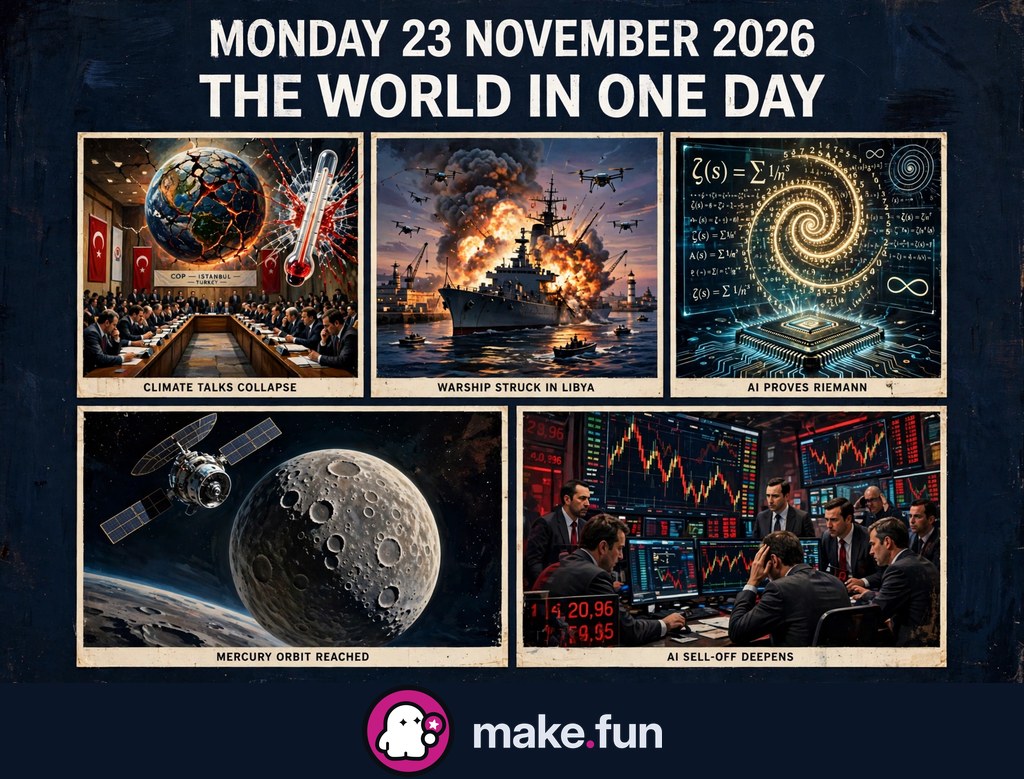 MONDAY 23 NOVEMBER 2026
THE WORLD IN ONE DAY
COP — ISTANBUL
— TURKEY —
CLIMATE TALKS COLLAPSE
WARSHIP STRUCK IN LIBYA
ζ(s) = Σ 1/n^s
AI PROVES RIEMANN
MERCURY ORBIT REACHED
AI SELL-OFF DEEPENS
make.fun